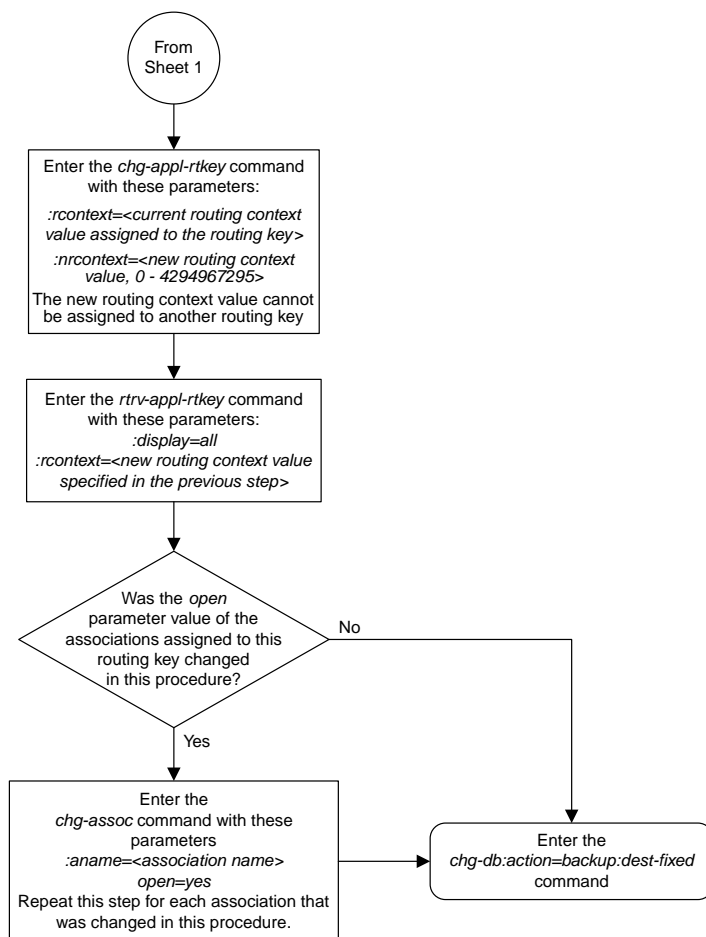 From
Sheet 1
Enter the chg-appl-rtkey command
with these parameters:
:rcontext=<current routing context
value assigned to the routing key>
:nrcontext=<new routing context
value, 0 - 4294967295>
The new routing context value cannot
be assigned to another routing key
Enter the rtrv-appl-rtkey command
with these parameters:
:display=all
:rcontext=<new routing context value
specified in the previous step>
Was the open
parameter value of the
associations assigned to this
routing key changed
in this procedure?
No
Yes
Enter the
chg-assoc command with these
parameters
:aname=<association name>
open=yes
Repeat this step for each association that
was changed in this procedure.
Enter the
chg-db:action=backup:dest-fixed
command